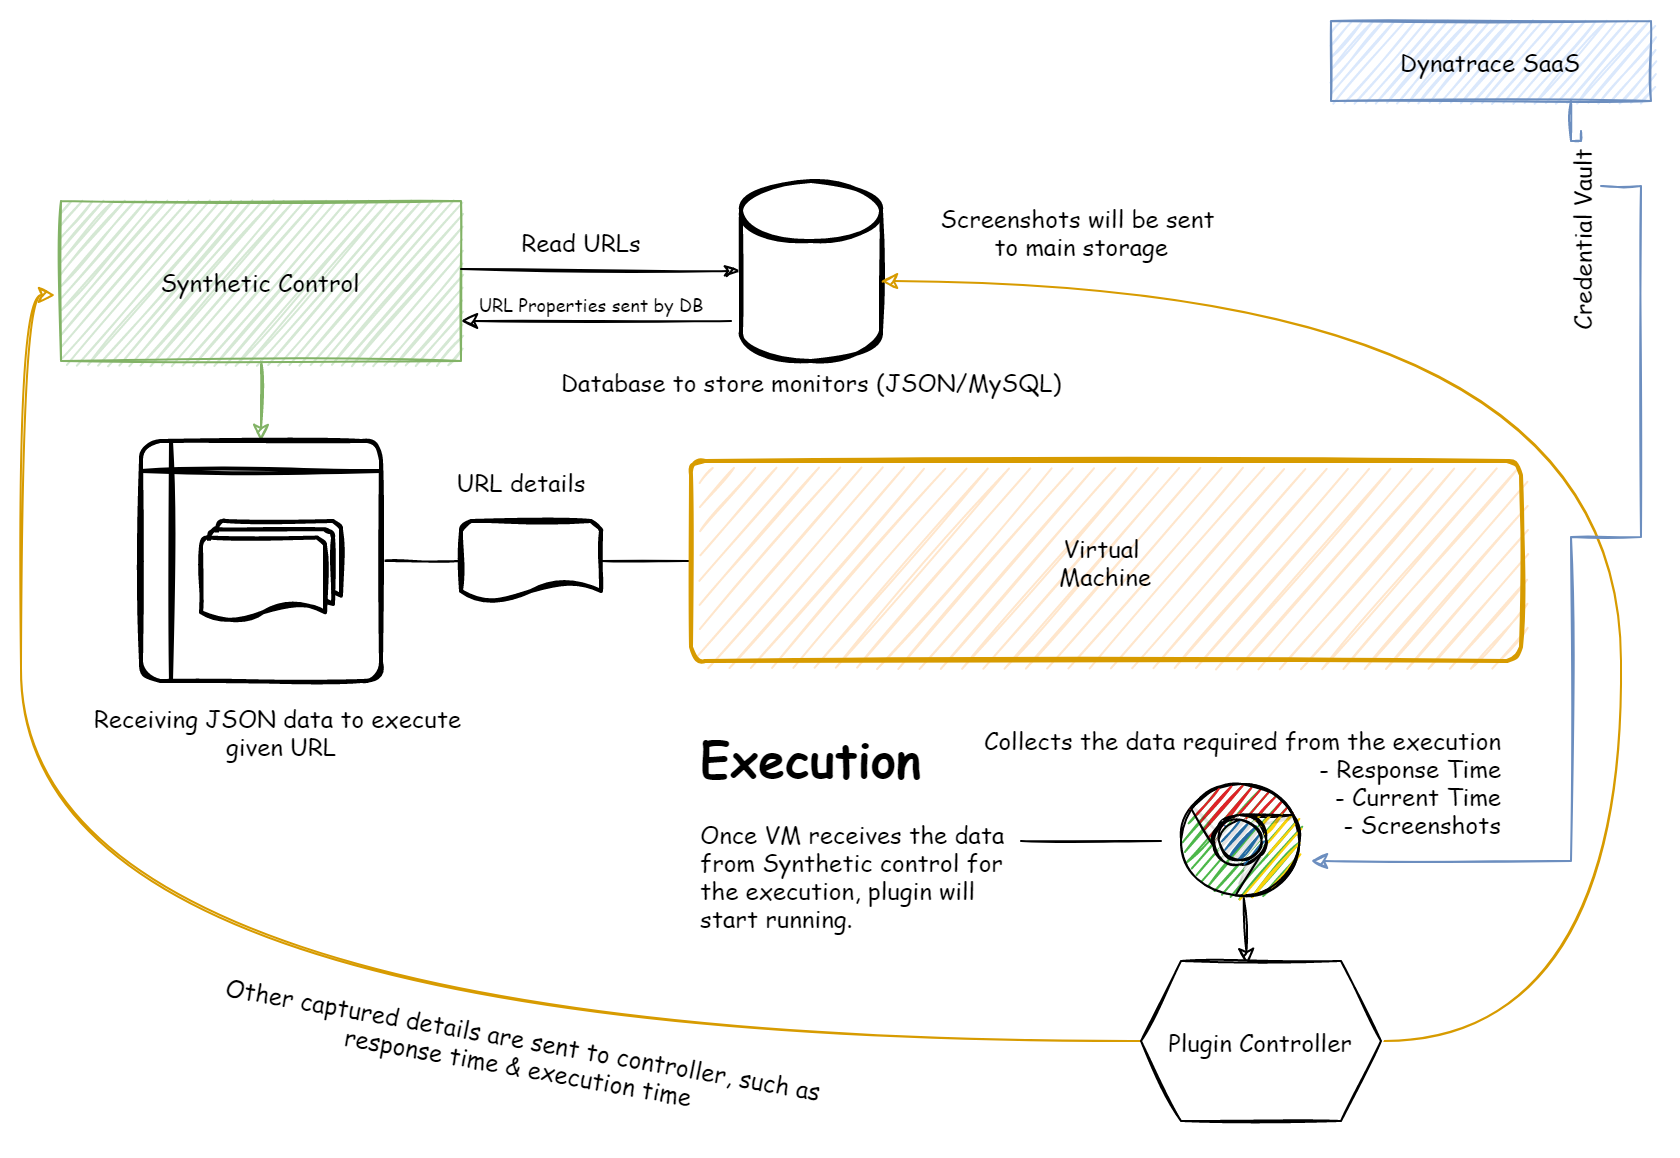 Dynatrace SaaS
Credential Vault
Screenshots will be sent
to main storage
Read URLs
Synthetic Control
URL Properties sent by DB
Database to store monitors (JSON/MySQL)
URL details
Virtual
Machine
Receiving JSON data to execute
given URL
Execution
Collects the data required from the execution
- Response Time
- Current Time
- Screenshots
Once VM receives the data
from Synthetic control for
the execution, plugin will
start running.
Other captured details are sent to controller, such as
response time & execution time
Plugin Controller